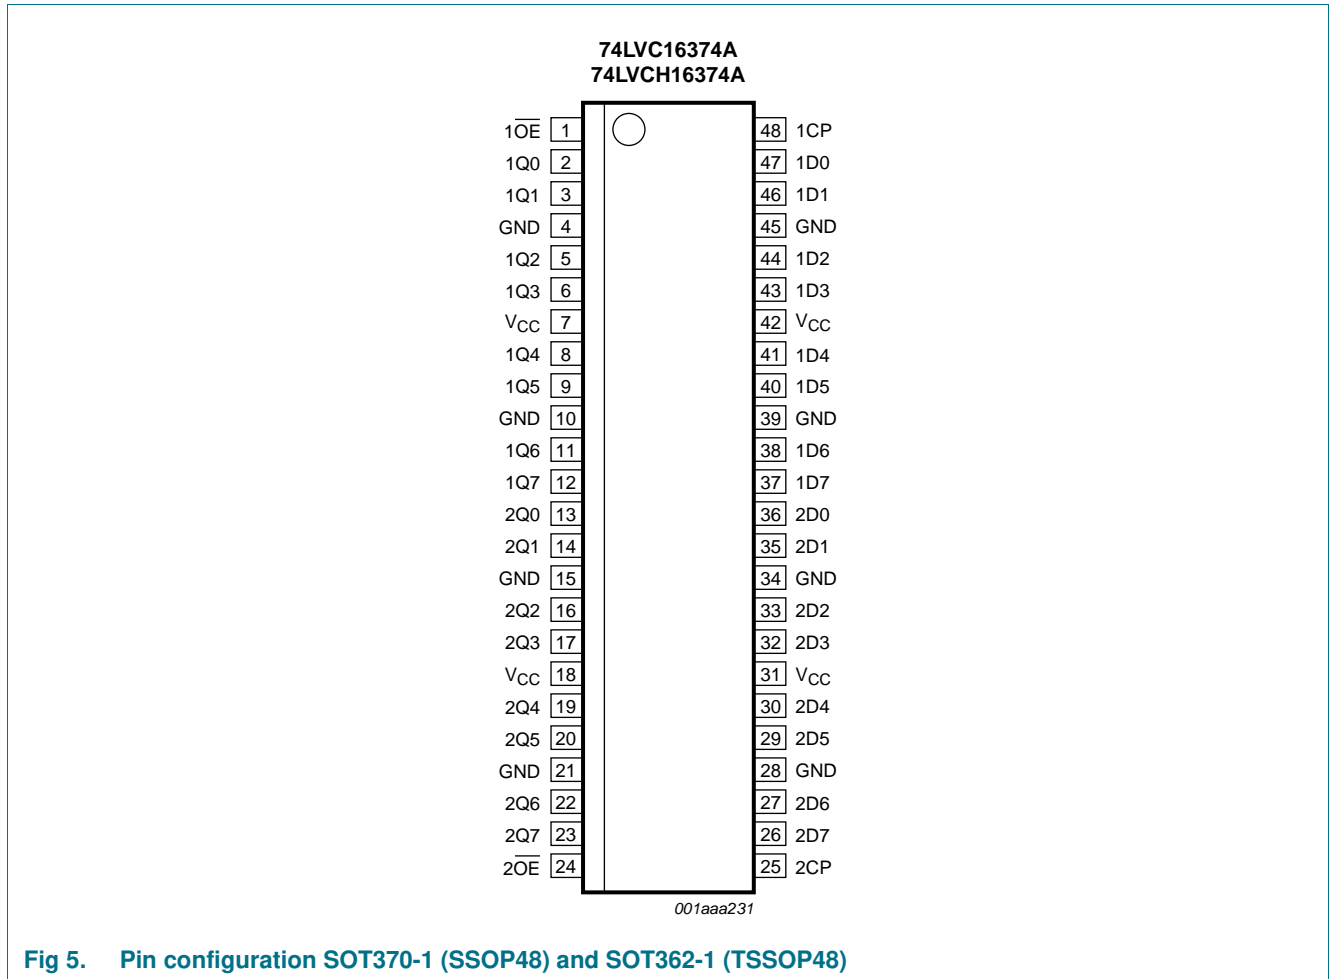 74LVC16374A
74LVCH16374A
1OE 1 48 1CP
1Q0 2 47 1D0
1Q1 3 46 1D1
GND 4 45 GND
1Q2 5 44 1D2
1Q3 6 43 1D3
VCC 7 42 VCC
1Q4 8 41 1D4
1Q5 9 40 1D5
GND 10 39 GND
1Q6 11 38 1D6
1Q7 12 37 1D7
2Q0 13 36 2D0
2Q1 14 35 2D1
GND 15 34 GND
2Q2 16 33 2D2
2Q3 17 32 2D3
VCC 18 31 VCC
2Q4 19 30 2D4
2Q5 20 29 2D5
GND 21 28 GND
2Q6 22 27 2D6
2Q7 23 26 2D7
2OE 24 25 2CP
001aaa231
Fig 5. Pin configuration SOT370-1 (SSOP48) and SOT362-1 (TSSOP48)